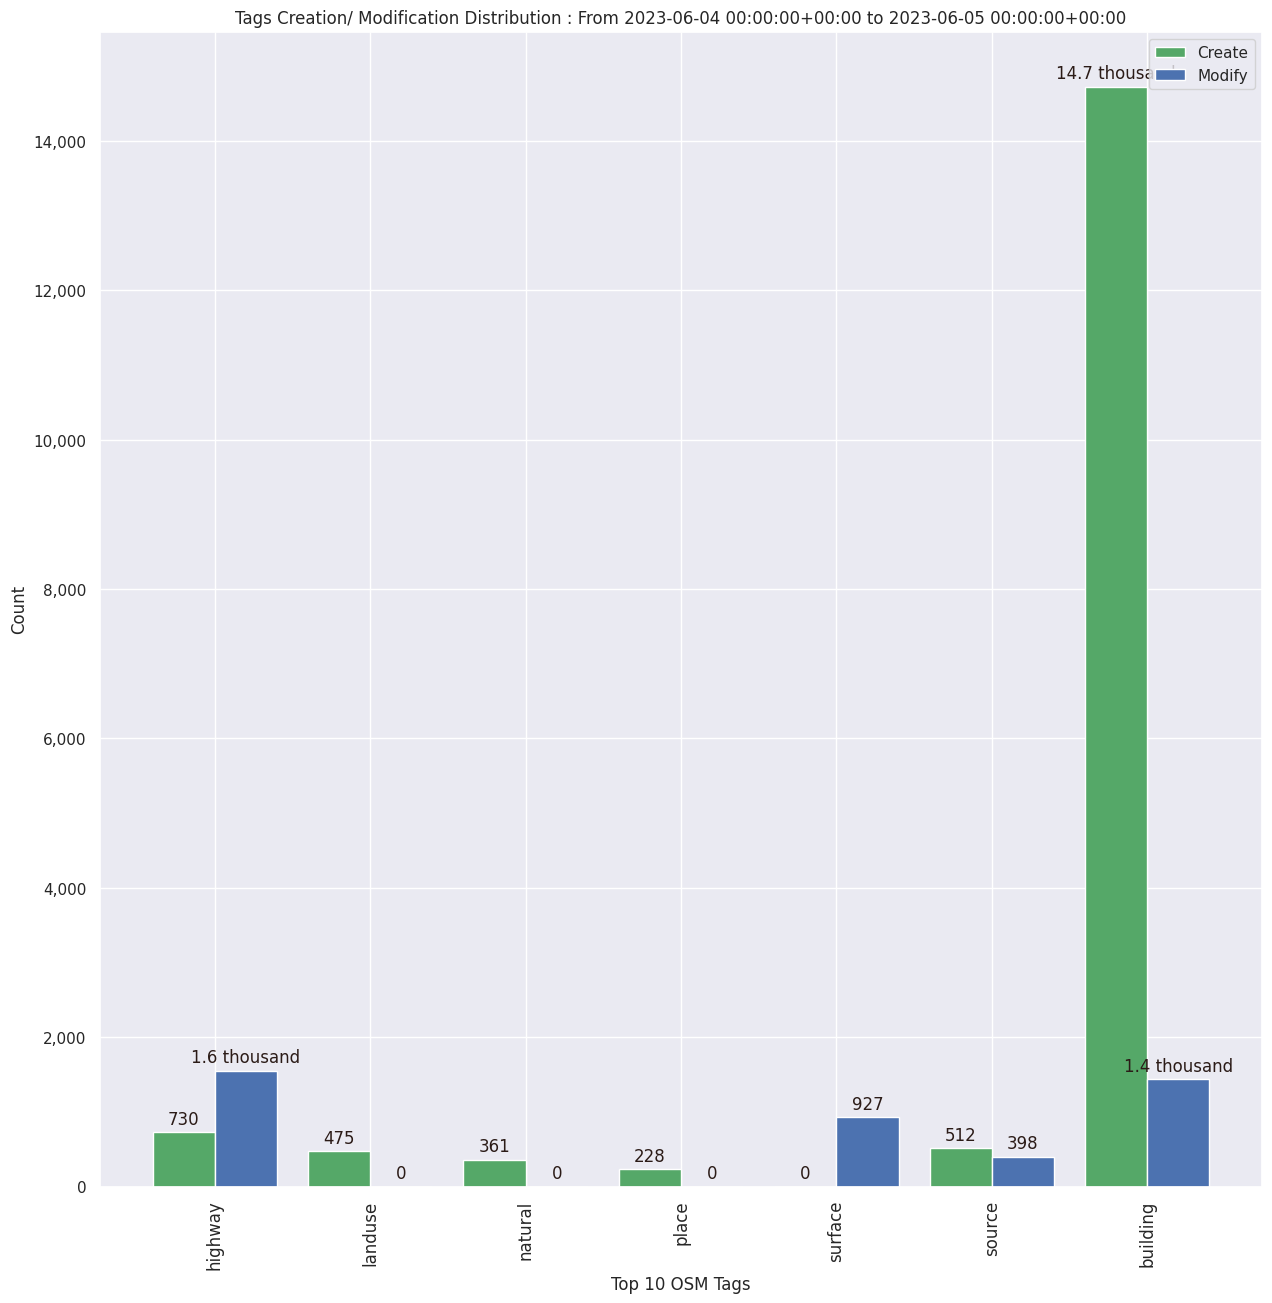 Tags Creation/ Modification Distribution : From 2023-06-04 00:00:00+00:00 to 2023-06-05 00:00:00+00:00
Create
Modify
14.7
14,000
12,000
10,000
8,000
6,000
4,000
2,000
0
Count
730
1.6 thousand
475
0
361
0
228
0
0
927
512
398
1.4 thousand
highway
landuse
natural
place
surface
source
building
Top 10 OSM Tags